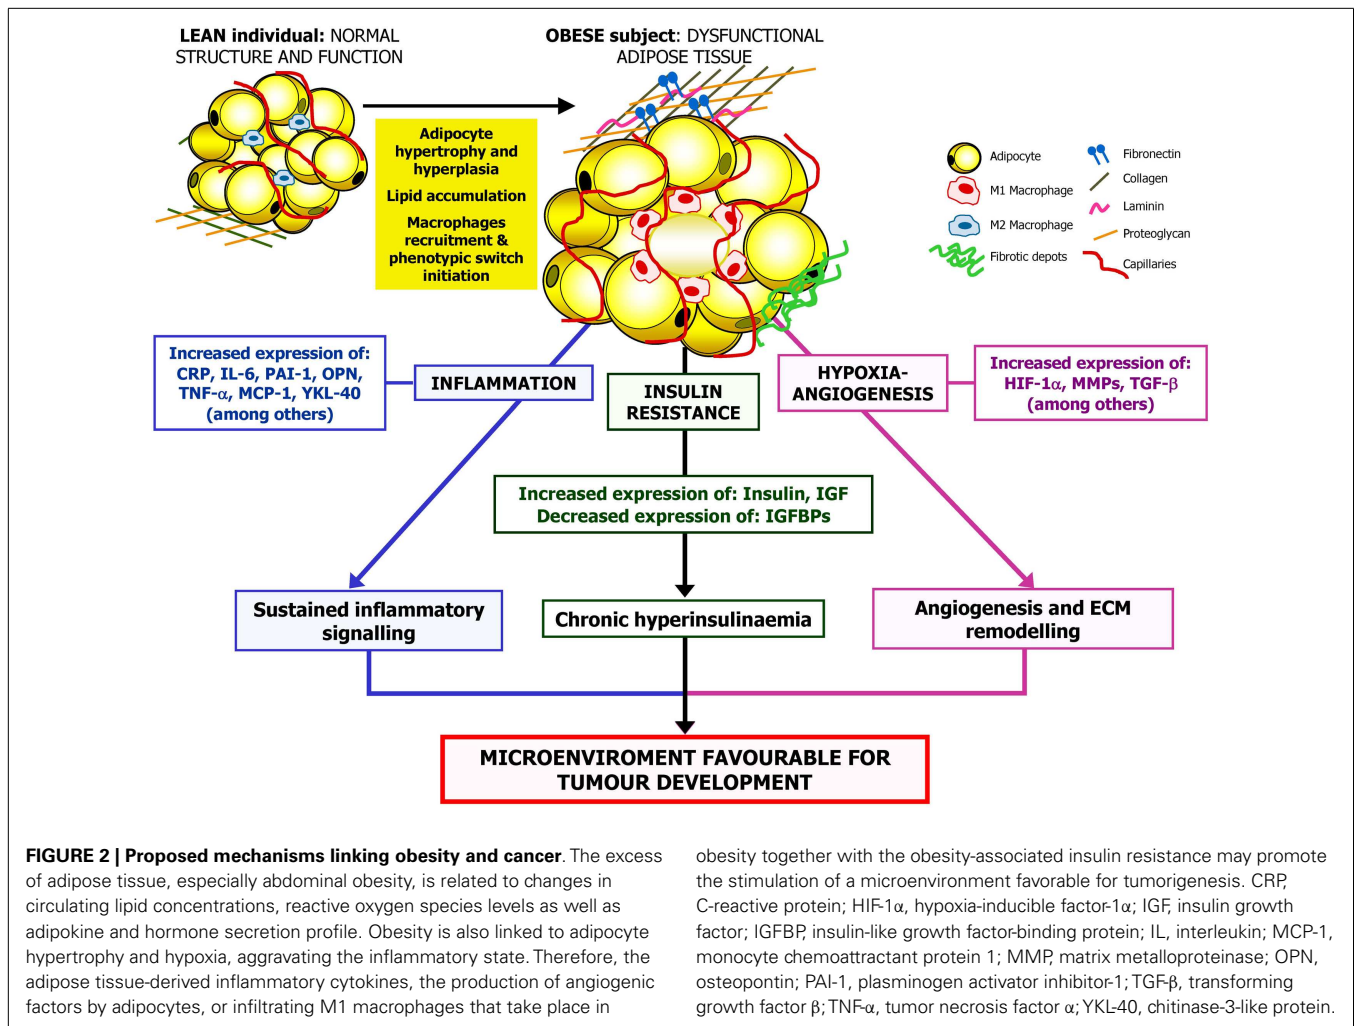 LEAN individual: NORMAL
STRUCTURE AND FUNCTION
OBESE subject: DYSFUNCTIONAL
ADIPOSE TISSUE
Adipocyte
hypertrophy and
hyperplasia
Lipid accumulation
Macrophages
recruitment &
phenotypic switch
initiation
Adipocyte
M1 Macrophage
M2 Macrophage
Fibrotic depots
Fibronectin
Collagen
Laminin
Proteoglycan
Capillaries
Increased expression of:
CRP, IL-6, PAI-1, OPN,
TNF-α, MCP-1, YKL-40
(among others)
INFLAMMATION
INSULIN
RESISTANCE
HYPOXIA-
ANGIOGENESIS
Increased expression of:
HIF-1α, MMPs, TGF-β
(among others)
Increased expression of: Insulin, IGF
Decreased expression of: IGFBPs
Sustained inflammatory
signalling
Chronic hyperinsulinaemia
Angiogenesis and ECM
remodelling
MICROENVIROMENT FAVOURABLE FOR
TUMOUR DEVELOPMENT
FIGURE 2 | Proposed mechanisms linking obesity and cancer. The excess
of adipose tissue, especially abdominal obesity, is related to changes in
circulating lipid concentrations, reactive oxygen species levels as well as
adipokine and hormone secretion profile. Obesity is also linked to adipocyte
hypertrophy and hypoxia, aggravating the inflammatory state. Therefore, the
adipose tissue-derived inflammatory cytokines, the production of angiogenic
factors by adipocytes, or infiltrating M1 macrophages that take place in
obesity together with the obesity-associated insulin resistance may promote
the stimulation of a microenvironment favorable for tumorigenesis. CRP,
C-reactive protein; HIF-1α, hypoxia-inducible factor-1α; IGF, insulin growth
factor; IGFBP, insulin-like growth factor-binding protein; IL, interleukin; MCP-1,
monocyte chemoattractant protein 1; MMP, matrix metalloproteinase; OPN,
osteopontin; PAI-1, plasminogen activator inhibitor-1; TGF-β, transforming
growth factor β; TNF-α, tumor necrosis factor α; YKL-40, chitinase-3-like protein.